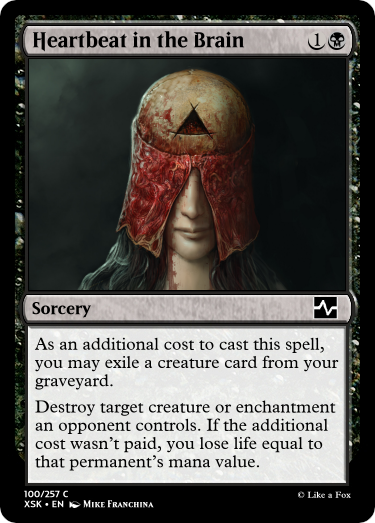 Heartbeat in the Brain 1
Sorcery
As an additional cost to cast this spell,
you may exile a creature card from your
graveyard.
Destroy target creature or enchantment
an opponent controls. If the additional
cost wasn't paid, you lose life equal to
that permanent's mana value.
100/257 C
XSK • EN Mike Franchina
© Like a Fox